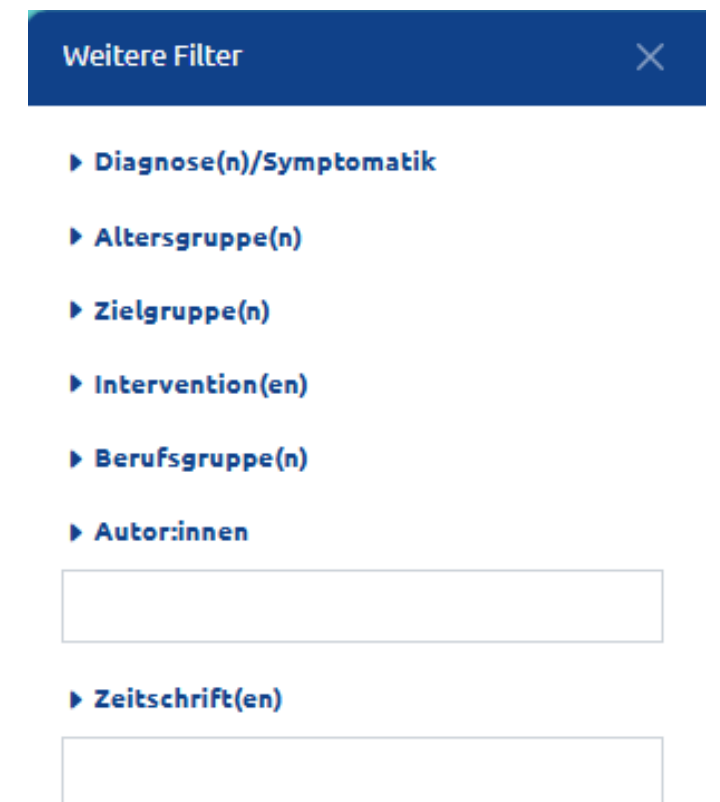 Weitere Filter
Diagnose(n)/Symptomatik
Altersgruppe(n)
Zielgruppe(n)
Intervention(en)
Berufsgruppe(n)
Autor:innen
Zeitschrift(en)